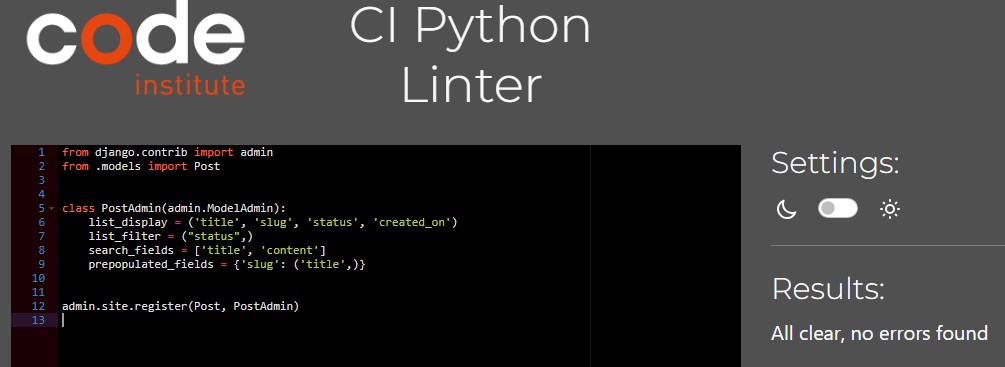 code
institute
CI Python
Linter
1 from django.contrib import admin
2 from .models import Post
3
4
5 class PostAdmin(admin.ModelAdmin):
6     list_display = ('title', 'slug', 'status', 'created_on')
7     list_filter = ("status",)
8     search_fields = ['title', 'content']
9     prepopulated_fields = {'slug': ('title',)}
10
11
12 admin.site.register(Post, PostAdmin)
13
Settings:
Results:
All clear, no errors found